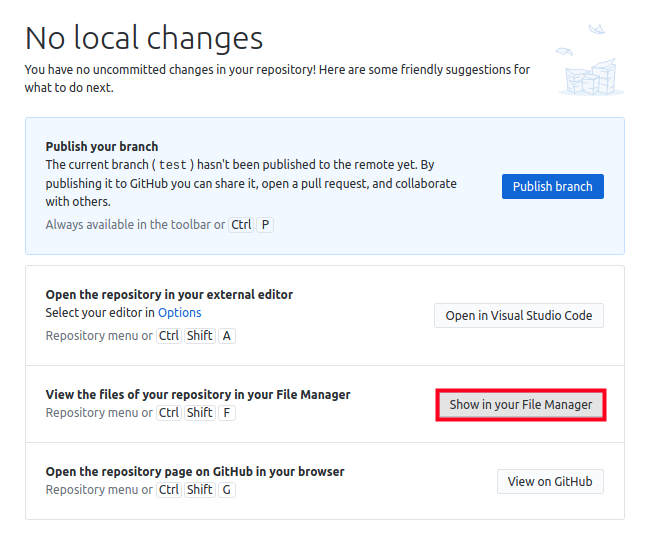 No local changes
You have no uncommitted changes in your repository! Here are some friendly suggestions for
what to do next.
Publish your branch
The current branch ( test ) hasn't been published to the remote yet. By
publishing it to GitHub you can share it, open a pull request, and collaborate
with others.
Always available in the toolbar or Ctrl P
Publish branch
Open the repository in your external editor
Select your editor in Options
Repository menu or Ctrl Shift A
Open in Visual Studio Code
View the files of your repository in your File Manager
Repository menu or Ctrl Shift F
Show in your File Manager
Open the repository page on GitHub in your browser
Repository menu or Ctrl Shift G
View on GitHub